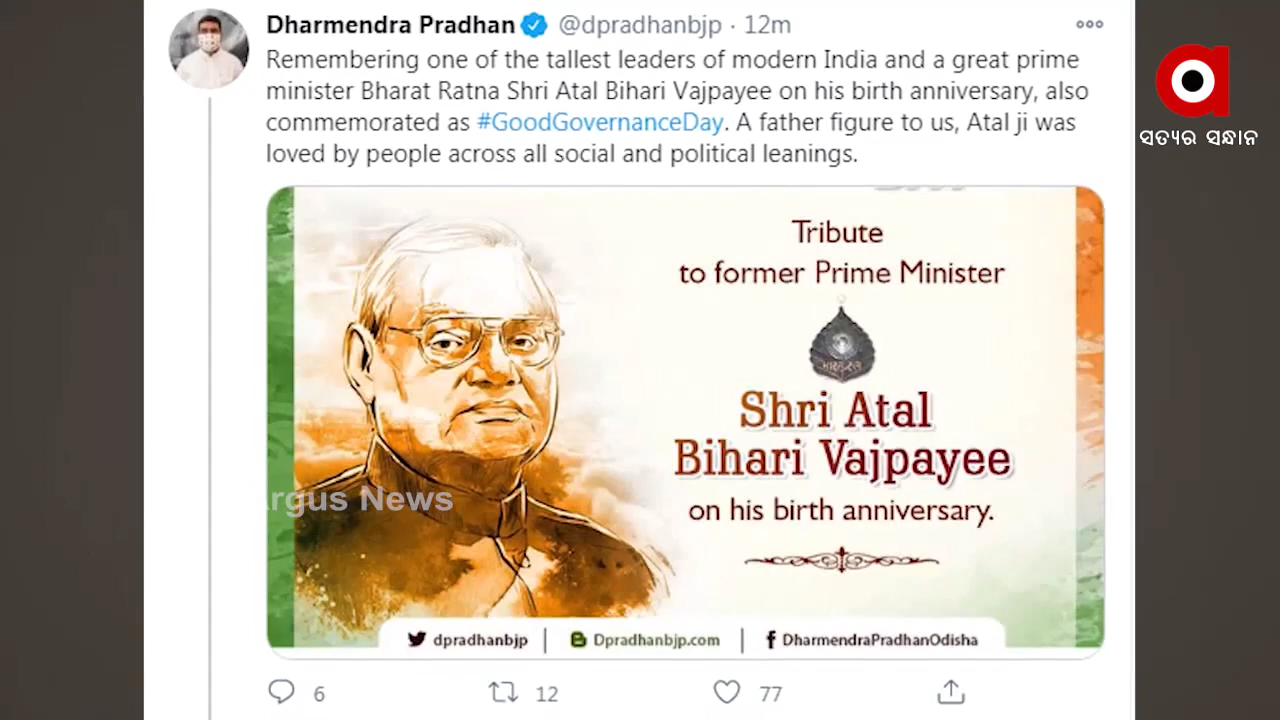 Dharmendra Pradhan @dpradhanbjp · 12m
Remembering one of the tallest leaders of modern India and a great prime
minister Bharat Ratna Shri Atal Bihari Vajpayee on his birth anniversary, also
commemorated as #GoodGovernanceDay. A father figure to us, Atal ji was
loved by people across all social and political leanings.
ସତ୍ୟର ସନ୍ଧାନ
Tribute
to former Prime Minister
Shri Atal
Bihari Vajpayee
on his birth anniversary.
Argus News
dpradhanbjp | Dpradhanbjp.com | DharmendraPradhanOdisha
6 12 77